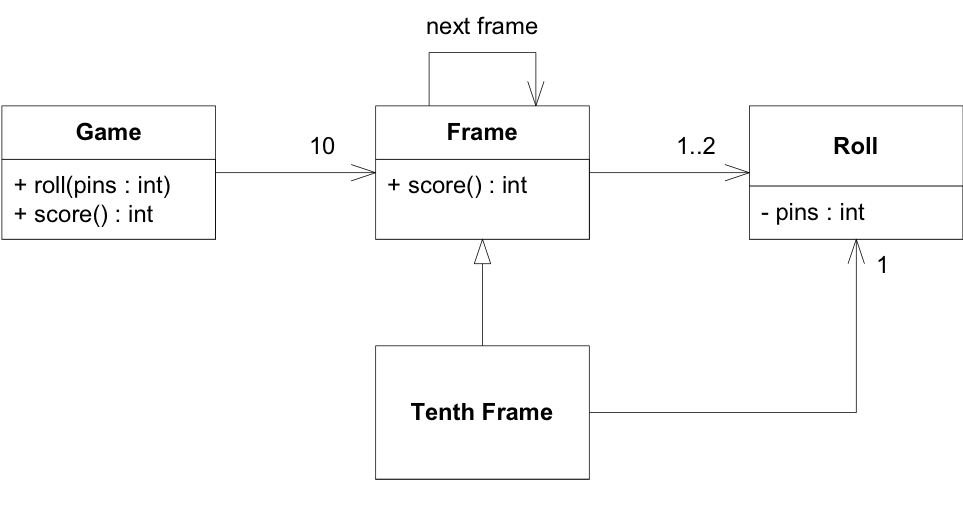 next frame
Game
10
Frame
1..2
Roll
+ roll(pins : int)
+ score() : int
+ score() : int
- pins : int
1
Tenth Frame